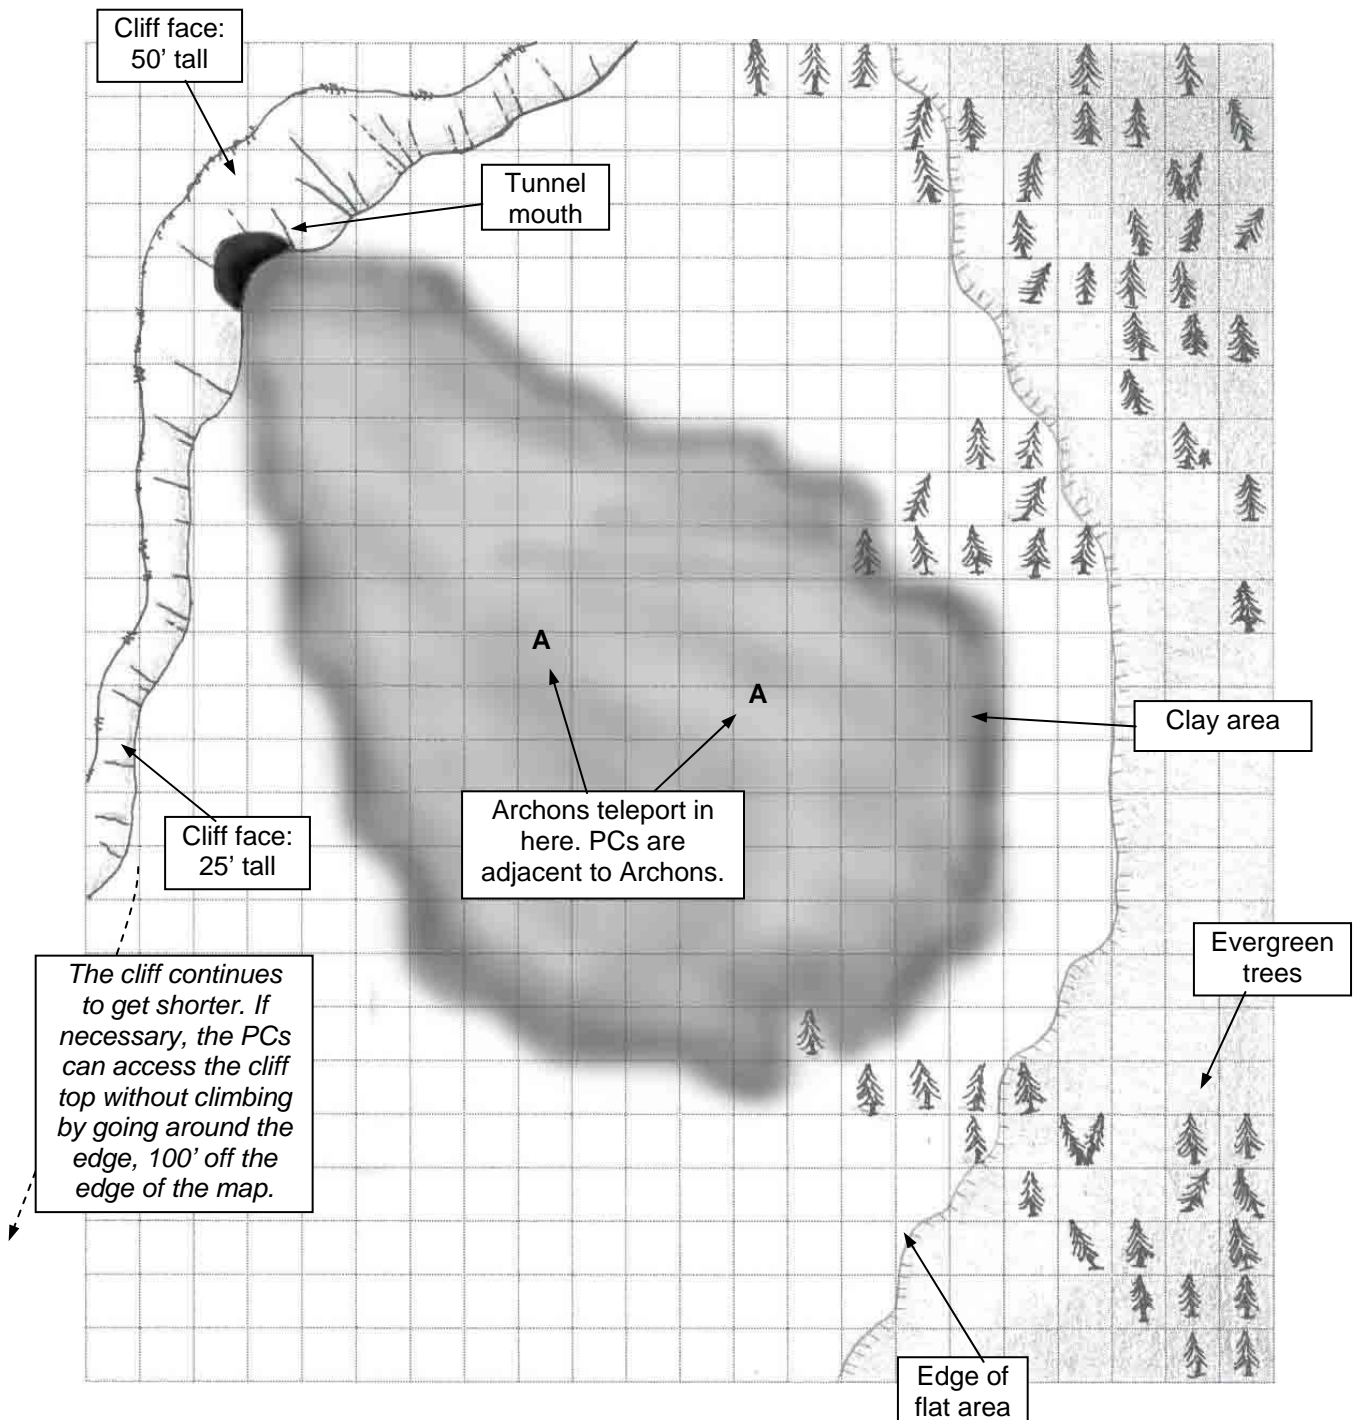 Cliff face:
50’ tall
Tunnel
mouth
A
A
Clay area
Archons teleport in
here. PCs are
adjacent to Archons.
Cliff face:
25’ tall
Evergreen
trees
The cliff continues
to get shorter. If
necessary, the PCs
can access the cliff
top without climbing
by going around the
edge, 100’ off the
edge of the map.
Edge of
flat area